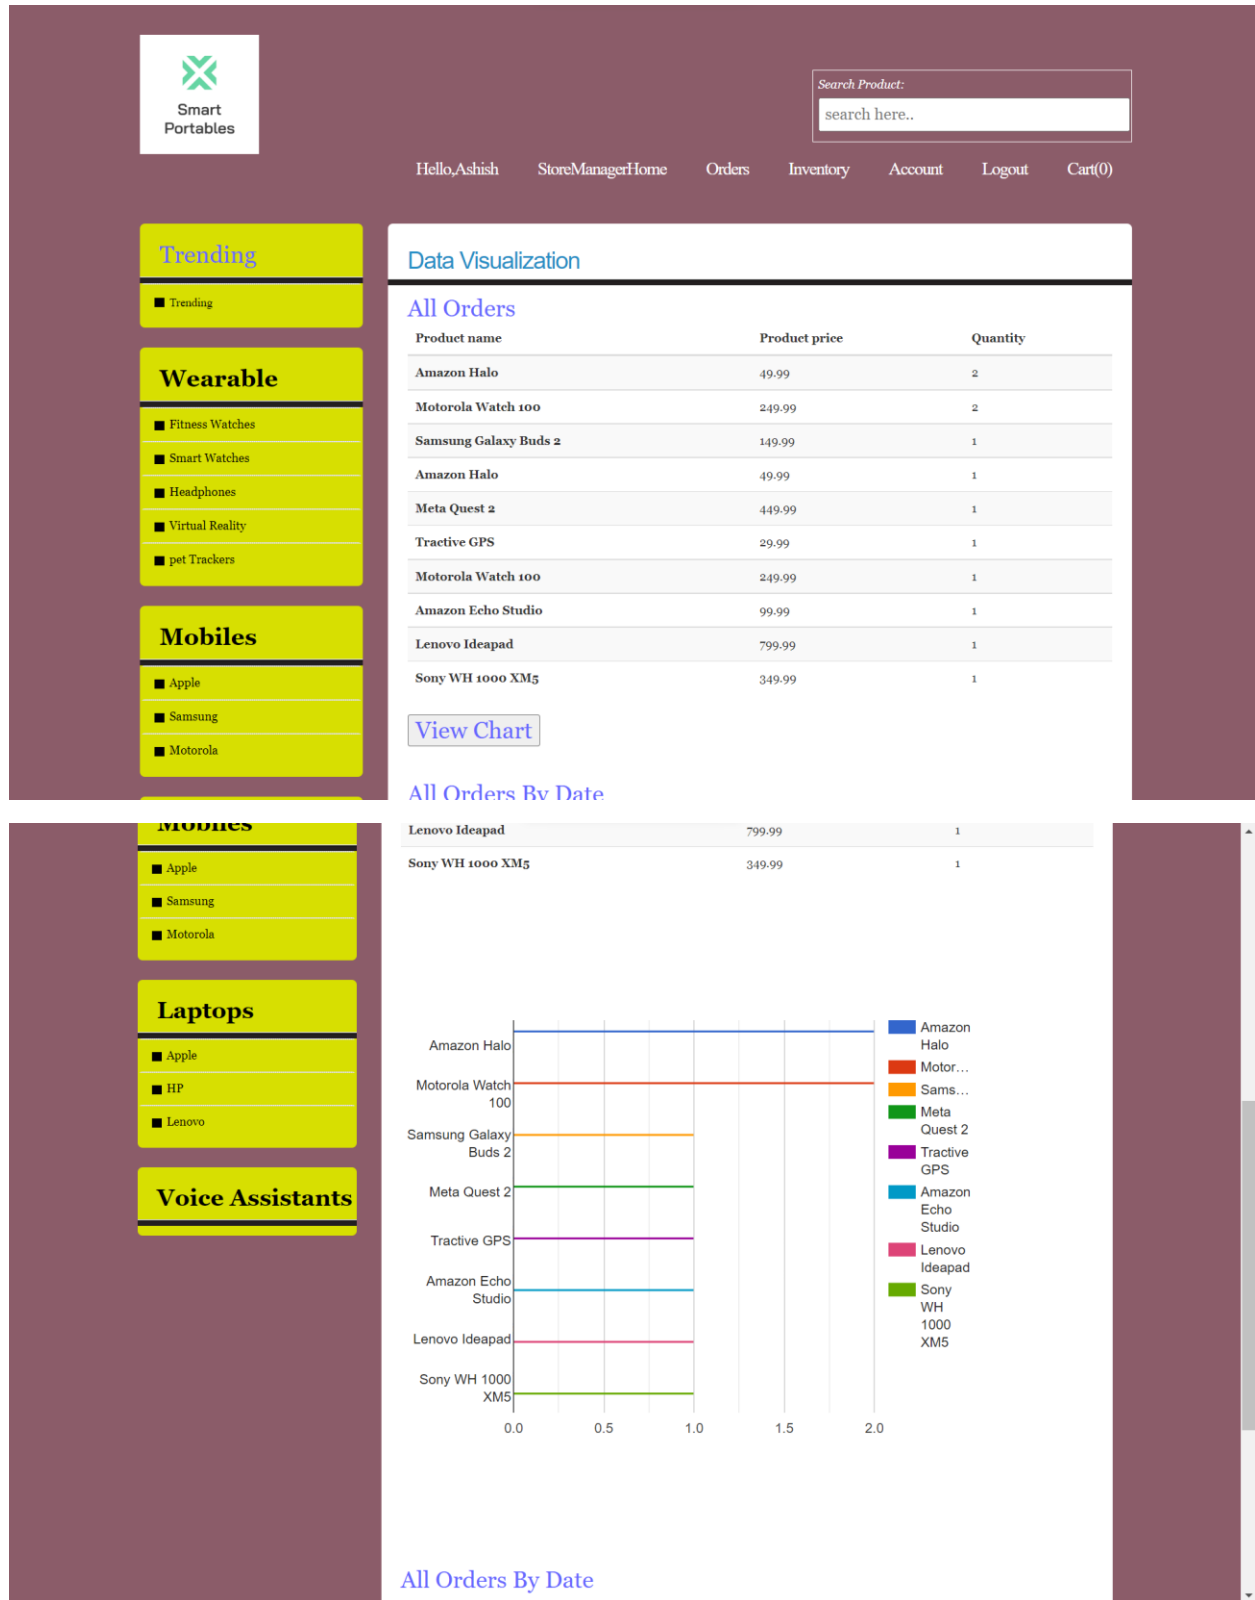 Smart
Portables
Search Product:
search here..
Hello,Ashish StoreManagerHome Orders Inventory Account Logout Cart(0)
Trending
Trending
Wearable
Fitness Watches
Smart Watches
Headphones
Virtual Reality
pet Trackers
Mobiles
Apple
Samsung
Motorola
Data Visualization
All Orders
Product name Product price Quantity
Amazon Halo 49.99 2
Motorola Watch 100 249.99 2
Samsung Galaxy Buds 2 149.99 1
Amazon Halo 49.99 1
Meta Quest 2 449.99 1
Tractive GPS 29.99 1
Motorola Watch 100 249.99 1
Amazon Echo Studio 99.99 1
Lenovo Ideapad 799.99 1
Sony WH 1000 XM5 349.99 1
View Chart
All Orders By Date
Mobiles
Apple
Samsung
Motorola
Laptops
Apple
HP
Lenovo
Voice Assistants
Lenovo Ideapad 799.99 1
Sony WH 1000 XM5 349.99 1
Amazon Halo
Motorola Watch
100
Samsung Galaxy
Buds 2
Meta Quest 2
Tractive GPS
Amazon Echo
Studio
Lenovo Ideapad
Sony WH 1000
XM5
0.0 0.5 1.0 1.5 2.0
Amazon
Halo
Motor...
Sams...
Meta
Quest 2
Tractive
GPS
Amazon
Echo
Studio
Lenovo
Ideapad
Sony
WH
1000
XM5
All Orders By Date